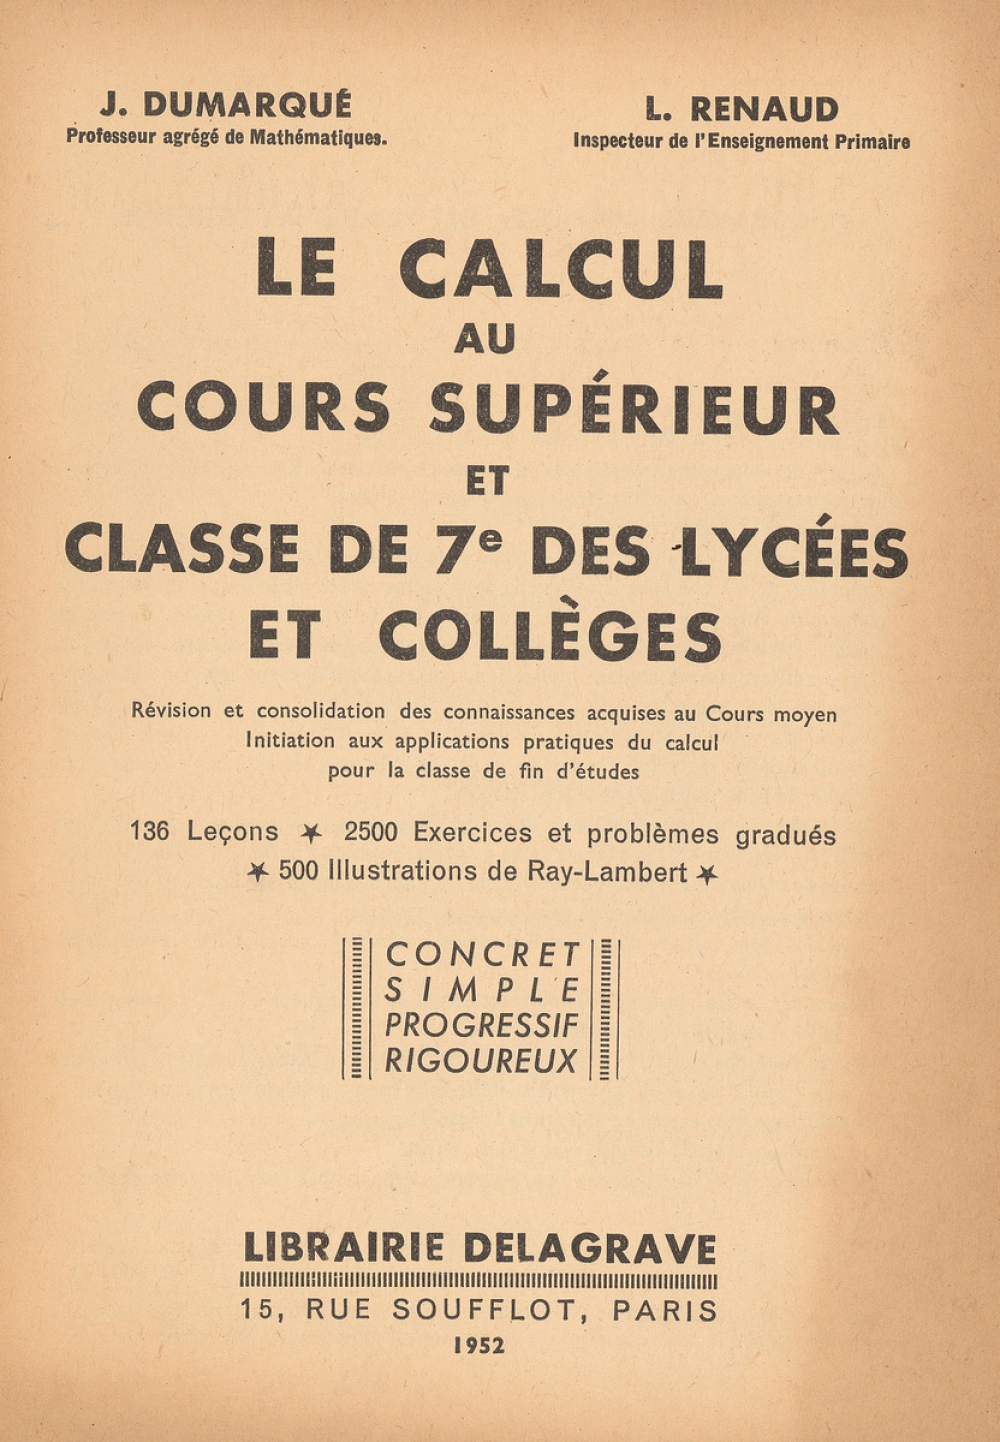 J. DUMARQUÉ
Professeur agrégé de Mathématiques.
L. RENAUD
Inspecteur de l'Enseignement Primaire
LE CALCUL
AU
COURS SUPÉRIEUR
ET
CLASSE DE 7e DES LYCÉES
ET COLLÈGES
Révision et consolidation des connaissances acquises au Cours moyen
Initiation aux applications pratiques du calcul
pour la classe de fin d'études
136 Leçons ★ 2500 Exercices et problèmes gradués
★ 500 Illustrations de Ray-Lambert ★
CONCRET
SIMPLE
PROGRESSIF
RIGOUREUX
LIBRAIRIE DELAGRAVE
15, RUE SOUFFLOT, PARIS
1952